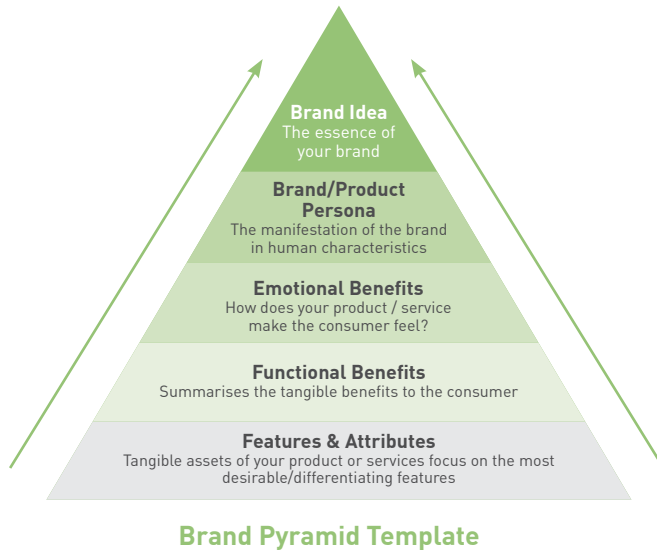 Brand Idea
The essence of
your brand
Brand/Product
Persona
The manifestation of the brand
in human characteristics
Emotional Benefits
How does your product / service
make the consumer feel?
Functional Benefits
Summarises the tangible benefits to the consumer
Features & Attributes
Tangible assets of your product or services focus on the most
desirable/differentiating features
Brand Pyramid Template